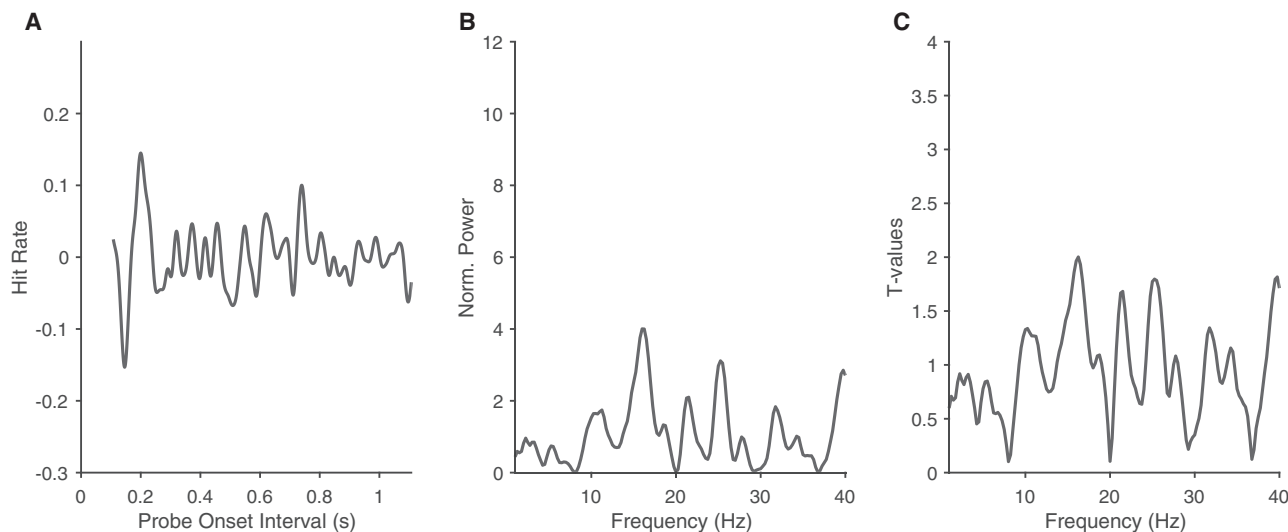 A
Hit Rate
0.2
0.1
0
-0.1
-0.2
-0.3
0 0.2 0.4 0.6 0.8 1
Probe Onset Interval (s)
B
Norm. Power
12
10
8
6
4
2
0
10 20 30 40
Frequency (Hz)
C
T-values
4
3.5
3
2.5
2
1.5
1
0.5
0
10 20 30 40
Frequency (Hz)